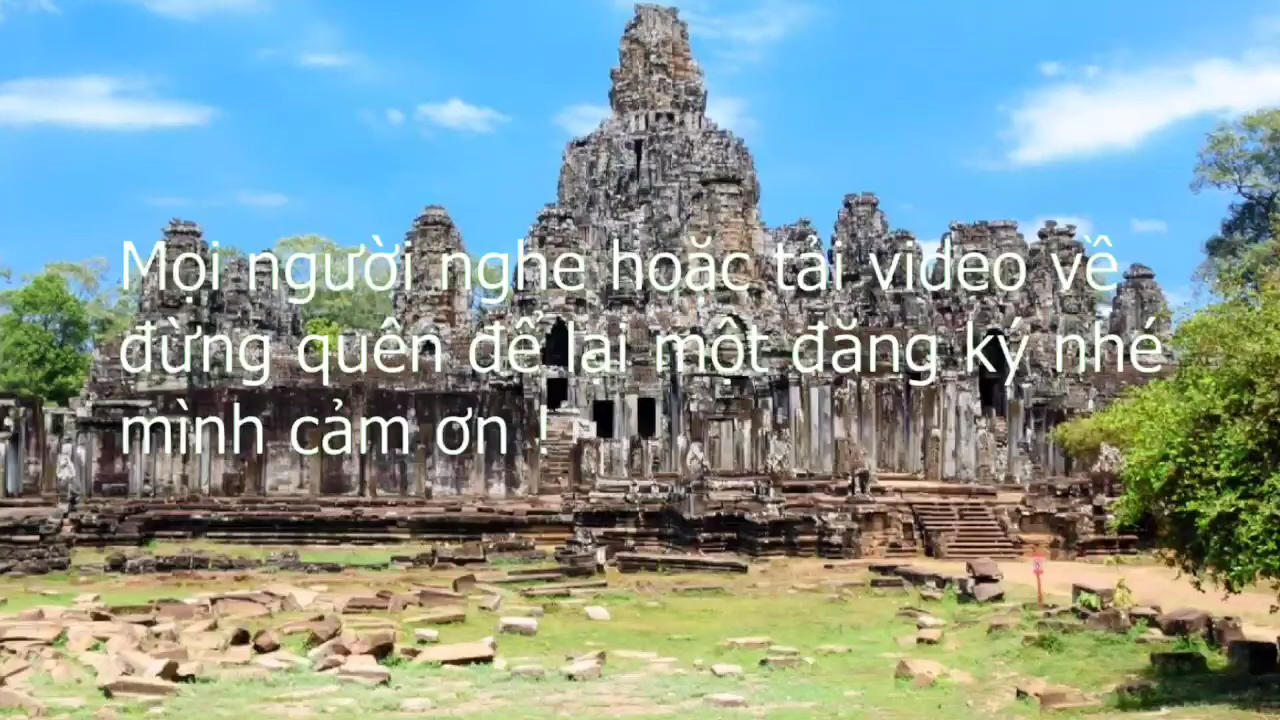 Mọi người nghe hoặc tải video về
đừng quên để lại một đăng ký nhé
mình cảm ơn !